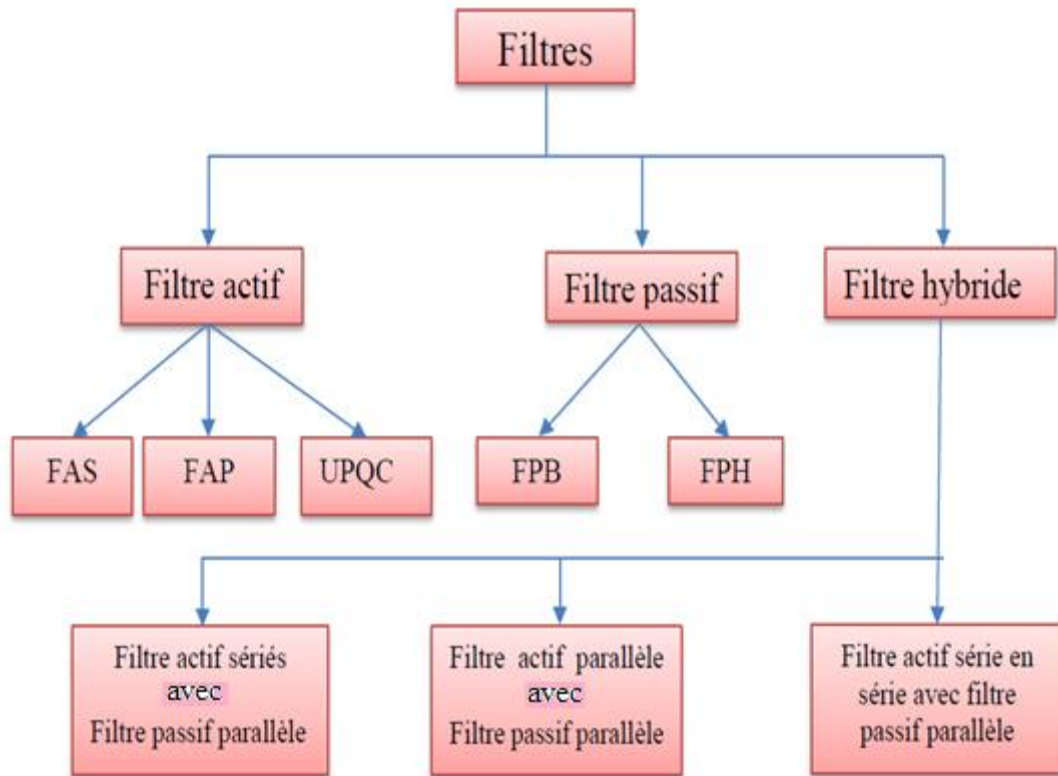 Filtres
Filtre actif
Filtre passif
Filtre hybride
FAS
FAP
UPQC
FPB
FPH
Filtre actif sériés
avec
Filtre passif parallèle
Filtre actif parallèle
avec
Filtre passif parallèle
Filtre actif série en
série avec filtre
passif parallèle